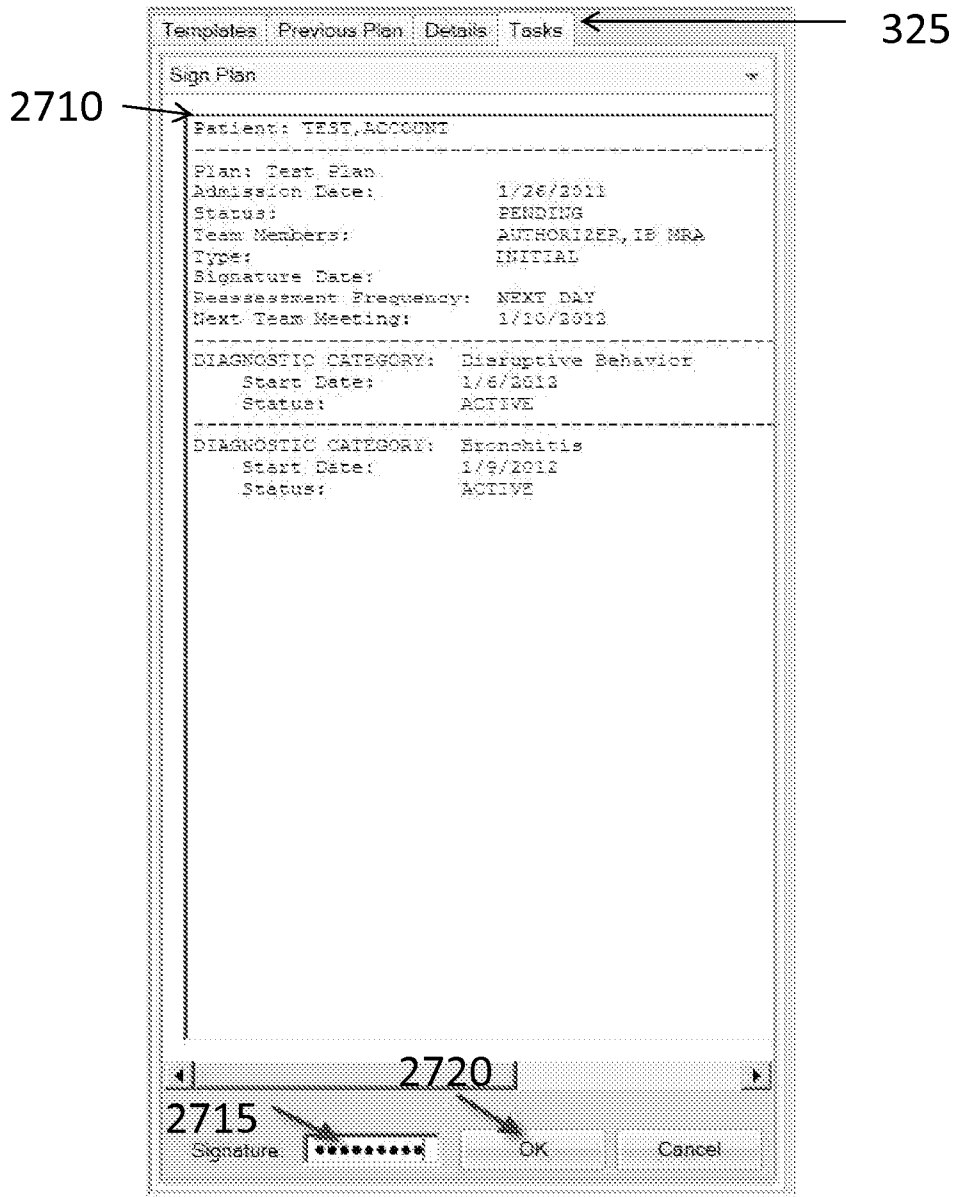 Templates Previous Plan Details Tasks
325
Sign Plan
2710
Patient: TEST,ACCOUNT
Plan: Test Plan
Admission Date: 1/26/2011
Status: PENDING
Team Members: AUTHORIZER,IB MRA
Type: INITIAL
Signature Date:
Reassessment Frequency: NEXT DAY
Next Team Meeting: 1/10/2012
DIAGNOSTIC CATEGORY: Disruptive Behavior
Start Date: 1/6/2012
Status: ACTIVE
DIAGNOSTIC CATEGORY: Bronchitis
Start Date: 1/9/2012
Status: ACTIVE
2720
2715
Signature OK Cancel